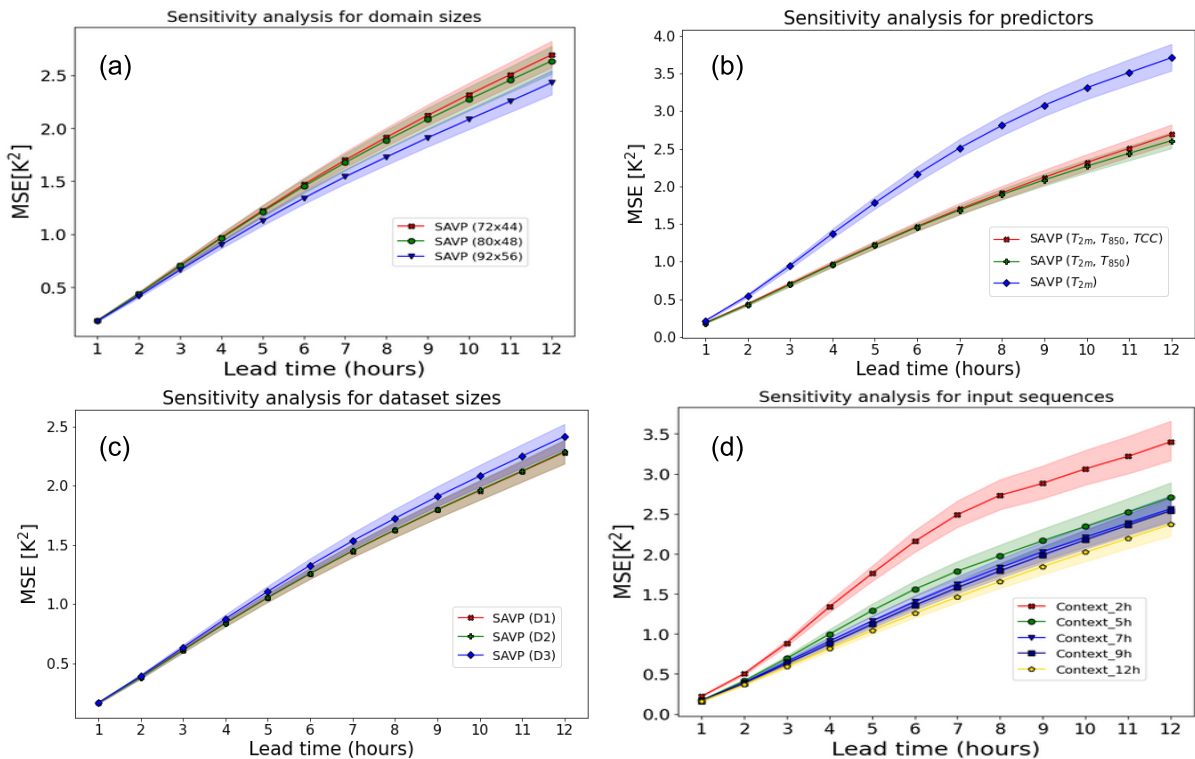 Sensitivity analysis for domain sizes
(a)
MSE[K²]
2.5
2.0
1.5
1.0
0.5
SAVP (72x44)
SAVP (80x48)
SAVP (92x56)
1 2 3 4 5 6 7 8 9 10 11 12
Lead time (hours)
Sensitivity analysis for predictors
(b)
MSE [K²]
4.0
3.5
3.0
2.5
2.0
1.5
1.0
0.5
0.0
SAVP (T2m, T850, TCC)
SAVP (T2m, T850)
SAVP (T2m)
1 2 3 4 5 6 7 8 9 10 11 12
Lead time (hours)
Sensitivity analysis for dataset sizes
(c)
MSE [K²]
2.5
2.0
1.5
1.0
0.5
SAVP (D1)
SAVP (D2)
SAVP (D3)
1 2 3 4 5 6 7 8 9 10 11 12
Lead time (hours)
Sensitivity analysis for input sequences
(d)
MSE[K²]
3.5
3.0
2.5
2.0
1.5
1.0
0.5
0.0
Context_2h
Context_5h
Context_7h
Context_9h
Context_12h
1 2 3 4 5 6 7 8 9 10 11 12
Lead time (hours)